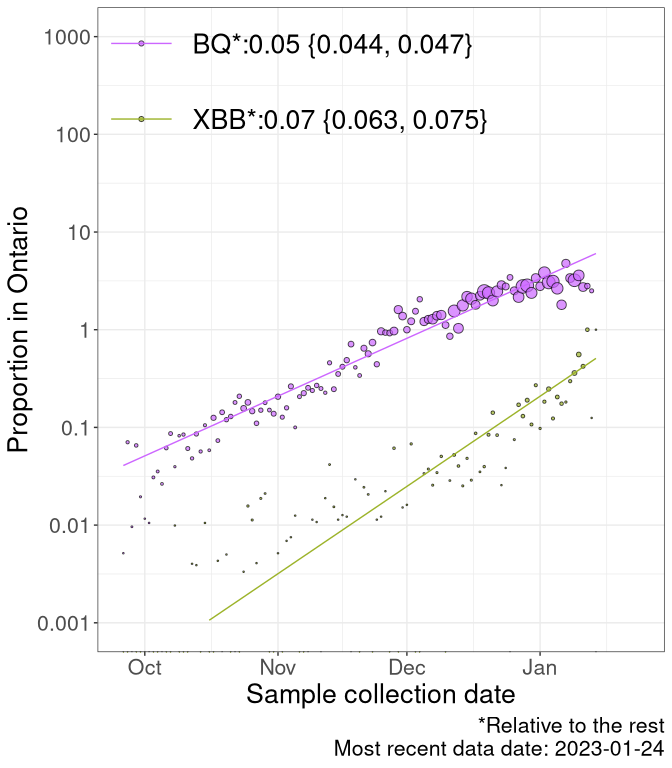 BQ*:0.05 {0.044, 0.047}
XBB*:0.07 {0.063, 0.075}
Proportion in Ontario
1000
100
10
1
0.1
0.01
0.001
Oct Nov Dec Jan
Sample collection date
*Relative to the rest
Most recent data date: 2023-01-24